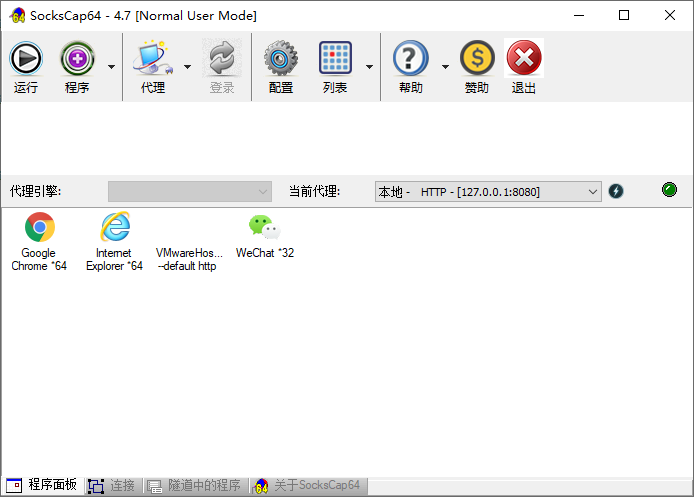 SocksCap64 - 4.7 [Normal User Mode]
运行 程序 代理 登录 配置 列表 帮助 赞助 退出
代理引擎: 当前代理: 本地 - HTTP - [127.0.0.1:8080]
Google
Chrome *64
Internet
Explorer *64
VMwareHos...
--default http
WeChat *32
程序面板 连接 隧道中的程序 关于SocksCap64